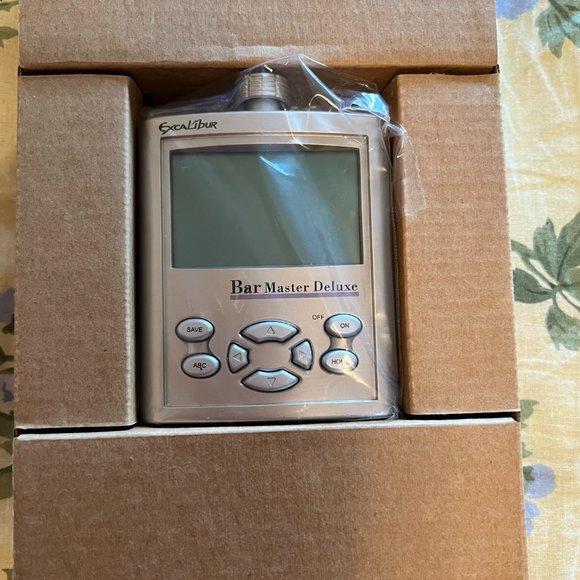 EXCALIBUR
Bar Master Deluxe
OFF
SAVE
ON
ABC
HOME